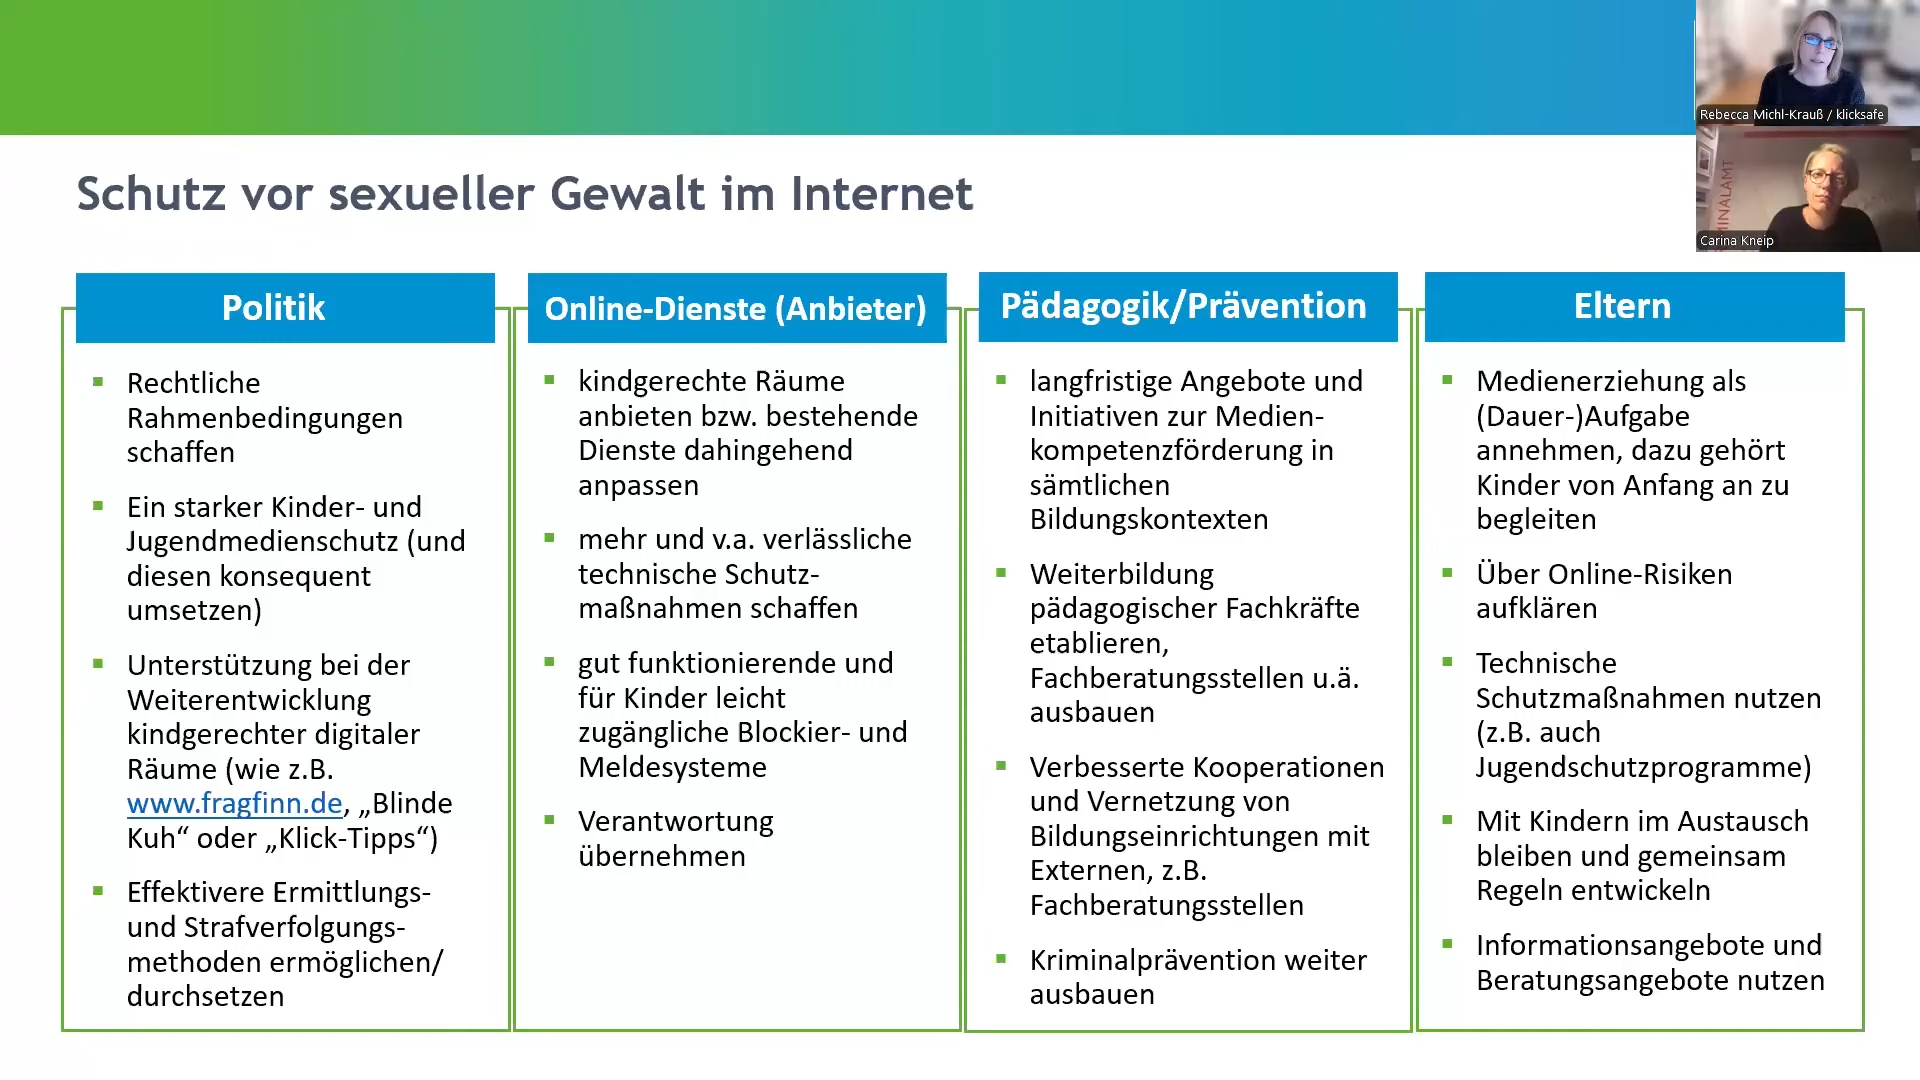 Rebecca Michl-Krauß / klicksafe
MINALAMT
Carina Kneip
Schutz vor sexueller Gewalt im Internet
Politik
Rechtliche
Rahmenbedingungen
schaffen
Ein starker Kinder- und
Jugendmedienschutz (und
diesen konsequent
umsetzen)
Unterstützung bei der
Weiterentwicklung
kindgerechter digitaler
Räume (wie z.B.
www.fragfinn.de, „Blinde
Kuh“ oder „Klick-Tipps“)
Effektivere Ermittlungs-
und Strafverfolgungs-
methoden ermöglichen/
durchsetzen
Online-Dienste (Anbieter)
kindgerechte Räume
anbieten bzw. bestehende
Dienste dahingehend
anpassen
mehr und v.a. verlässliche
technische Schutz-
maßnahmen schaffen
gut funktionierende und
für Kinder leicht
zugängliche Blockier- und
Meldesysteme
Verantwortung
übernehmen
Pädagogik/Prävention
langfristige Angebote und
Initiativen zur Medien-
kompetenzförderung in
sämtlichen
Bildungskontexten
Weiterbildung
pädagogischer Fachkräfte
etablieren,
Fachberatungsstellen u.ä.
ausbauen
Verbesserte Kooperationen
und Vernetzung von
Bildungseinrichtungen mit
Externen, z.B.
Fachberatungsstellen
Kriminalprävention weiter
ausbauen
Eltern
Medienerziehung als
(Dauer-)Aufgabe
annehmen, dazu gehört
Kinder von Anfang an zu
begleiten
Über Online-Risiken
aufklären
Technische
Schutzmaßnahmen nutzen
(z.B. auch
Jugendschutzprogramme)
Mit Kindern im Austausch
bleiben und gemeinsam
Regeln entwickeln
Informationsangebote und
Beratungsangebote nutzen